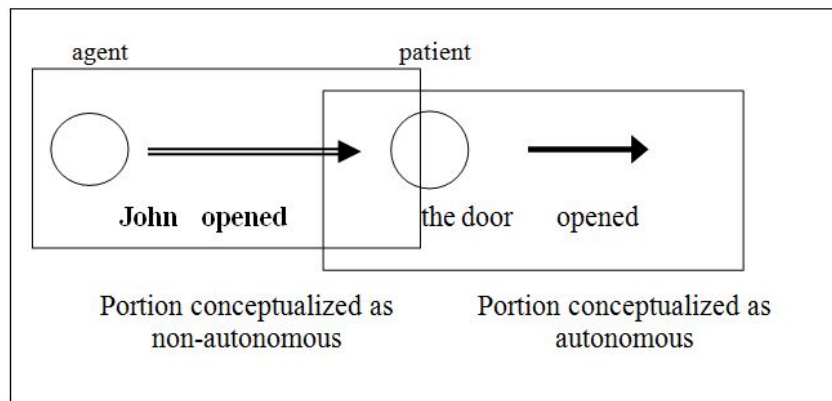 agent patient
John opened the door opened
Portion conceptualized as Portion conceptualized as
non-autonomous autonomous